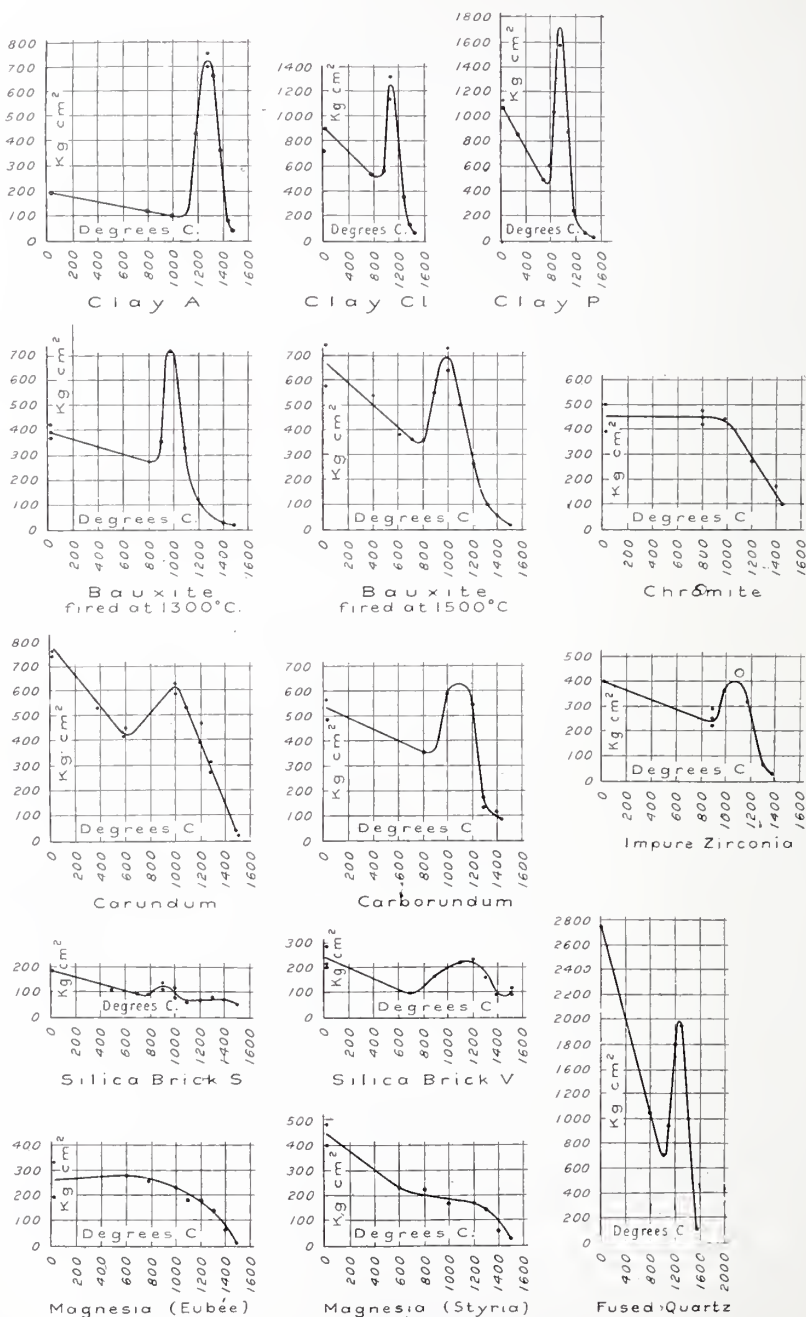 800
700
600
500
400
300
200
100
0
Kg cm²
Degrees C.
0 200 400 600 800 1000 1200 1400 1600
Clay A
1400
1200
1000
800
600
400
200
0
Kg cm²
Degrees C.
0 400 800 1200 1600
Clay Cl
1800
1600
1400
1200
1000
800
600
400
200
0
Kg cm²
Degrees C.
0 400 800 1200 1600
Clay P
700
600
500
400
300
200
100
0
Kg cm²
Degrees C.
0 200 400 600 800 1000 1200 1400 1600
Bauxite
fired at 1300°C.
700
600
500
400
300
200
100
0
Kg cm²
Degrees C
0 200 400 600 800 1000 1200 1400 1600
Bauxite
fired at 1500°C
600
500
400
300
200
100
0
Kg cm²
Degrees C
0 200 400 600 800 1000 1200 1400 1600
Chromite
800
700
600
500
400
300
200
100
0
Kg. cm²
Degrees C
0 200 400 600 800 1000 1200 1400 1600
Corundum
700
600
500
400
300
200
100
0
Kg cm²
Degrees C
0 200 400 600 800 1000 1200 1400 1600
Carborundum
500
400
300
200
100
0
Kg cm²
Degrees C
0 200 400 600 800 1000 1200 1400 1600
Impure Zirconia
200
100
0
Kg cm²
Degrees C.
0 200 400 600 800 1000 1200 1400 1600
Silica Brick S
300
200
100
0
Kg cm²
Degrees C.
0 200 400 600 800 1000 1200 1400 1600
Silica Brick V
2800
2600
2400
2200
2000
1800
1600
1400
1200
1000
800
600
400
200
0
Kg cm²
Degrees C
0 400 800 1200 1600 2000
Fused Quartz
400
300
200
100
0
Kg cm²
Degrees C.
0 200 400 600 800 1000 1200 1400 1600
Magnesia (Eubée)
500
400
300
200
100
0
Kg cm²
Degrees C.
0 200 400 600 800 1000 1200 1400 1600
Magnesia (Styria)